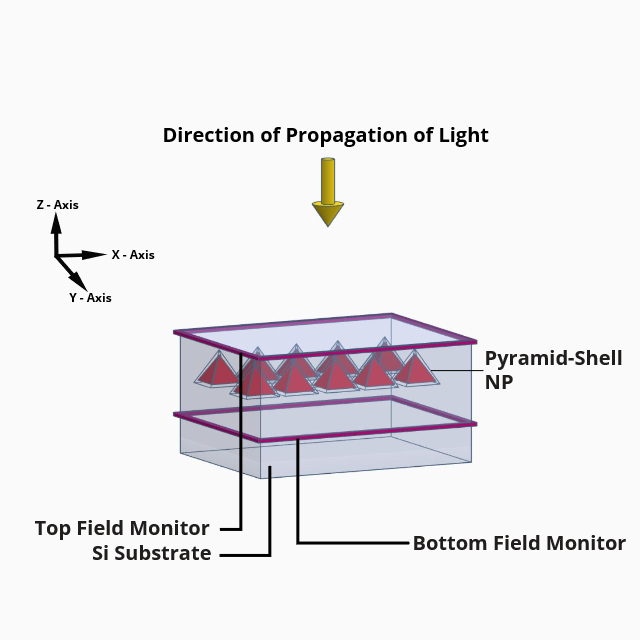 Direction of Propagation of Light
Z - Axis
X - Axis
Y - Axis
Pyramid-Shell
NP
Top Field Monitor
Si Substrate
Bottom Field Monitor